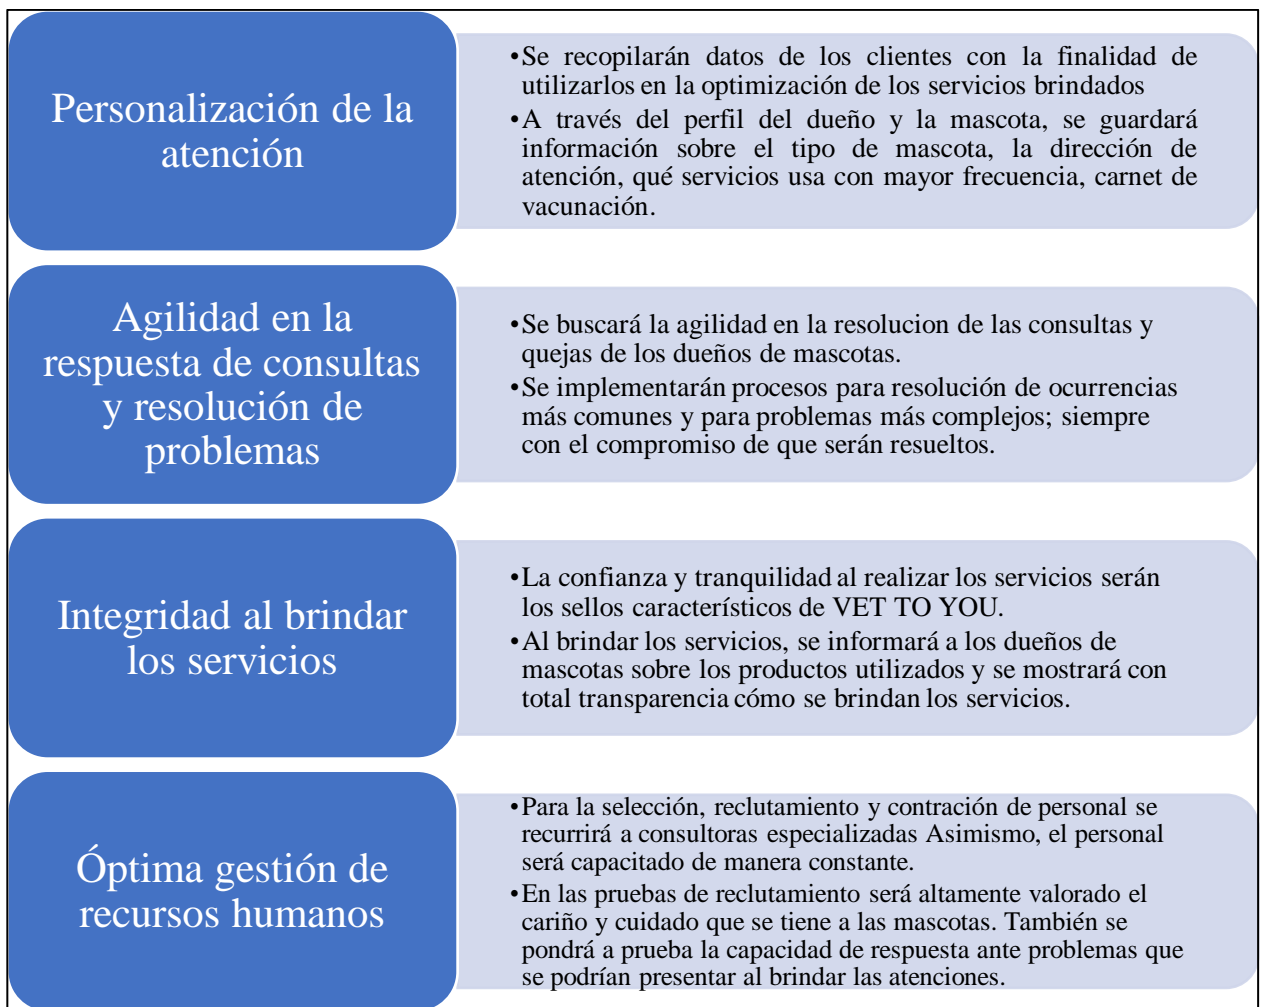 Personalización de la
atención
•Se recopilarán datos de los clientes con la finalidad de
utilizarlos en la optimización de los servicios brindados
•A través del perfil del dueño y la mascota, se guardará
información sobre el tipo de mascota, la dirección de
atención, qué servicios usa con mayor frecuencia, carnet de
vacunación.
Agilidad en la
respuesta de consultas
y resolución de
problemas
•Se buscará la agilidad en la resolucion de las consultas y
quejas de los dueños de mascotas.
•Se implementarán procesos para resolución de ocurrencias
más comunes y para problemas más complejos; siempre
con el compromiso de que serán resueltos.
Integridad al brindar
los servicios
•La confianza y tranquilidad al realizar los servicios serán
los sellos característicos de VET TO YOU.
•Al brindar los servicios, se informará a los dueños de
mascotas sobre los productos utilizados y se mostrará con
total transparencia cómo se brindan los servicios.
Óptima gestión de
recursos humanos
•Para la selección, reclutamiento y contración de personal se
recurrirá a consultoras especializadas Asimismo, el personal
será capacitado de manera constante.
•En las pruebas de reclutamiento será altamente valorado el
cariño y cuidado que se tiene a las mascotas. También se
pondrá a prueba la capacidad de respuesta ante problemas que
se podrían presentar al brindar las atenciones.